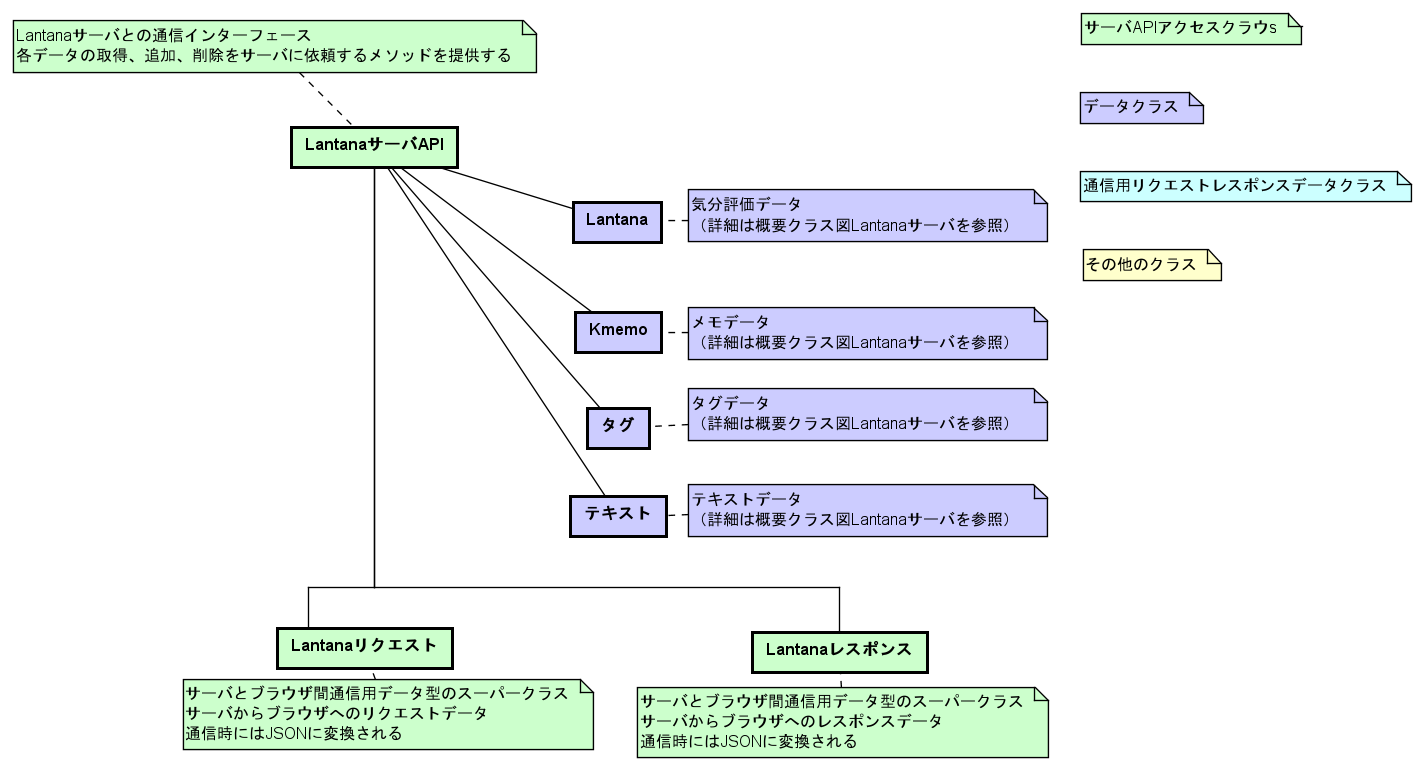 Lantanaサーバとの通信インターフェース
各データの取得、追加、削除をサーバに依頼するメソッドを提供する
サーバAPIアクセスクラウs
データクラス
通信用リクエストレスポンスデータクラス
その他のクラス
LantanaサーバAPI
Lantana
気分評価データ
（詳細は概要クラス図Lantanaサーバを参照）
Kmemo
メモデータ
（詳細は概要クラス図Lantanaサーバを参照）
タグ
タグデータ
（詳細は概要クラス図Lantanaサーバを参照）
テキスト
テキストデータ
（詳細は概要クラス図Lantanaサーバを参照）
Lantanaリクエスト
サーバとブラウザ間通信用データ型のスーパークラス
サーバからブラウザへのリクエストデータ
通信時にはJSONに変換される
Lantanaレスポンス
サーバとブラウザ間通信用データ型のスーパークラス
サーバからブラウザへのレスポンスデータ
通信時にはJSONに変換される